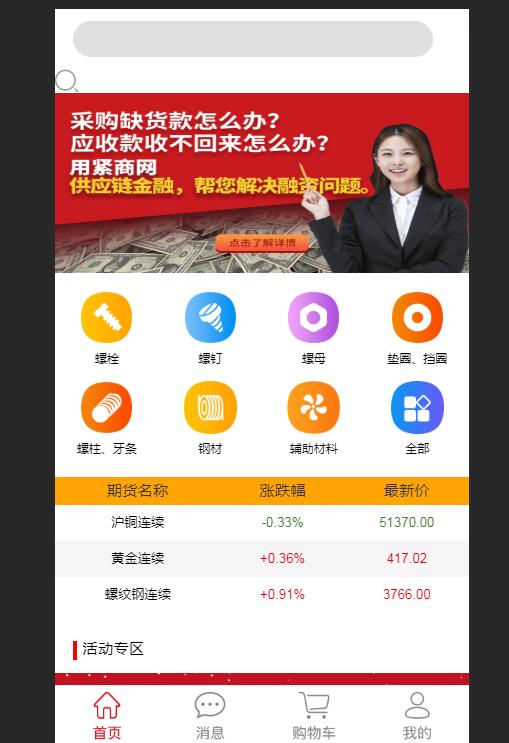 采购缺货款怎么办？
应收款收不回来怎么办？
用紧商网
供应链金融，帮您解决融资问题。
点击了解详情
螺栓 螺钉 螺母 垫圈、挡圈
螺柱、牙条 钢材 辅助材料 全部
期货名称 涨跌幅 最新价
沪铜连续 -0.33% 51370.00
黄金连续 +0.36% 417.02
螺纹钢连续 +0.91% 3766.00
活动专区
首页 消息 购物车 我的